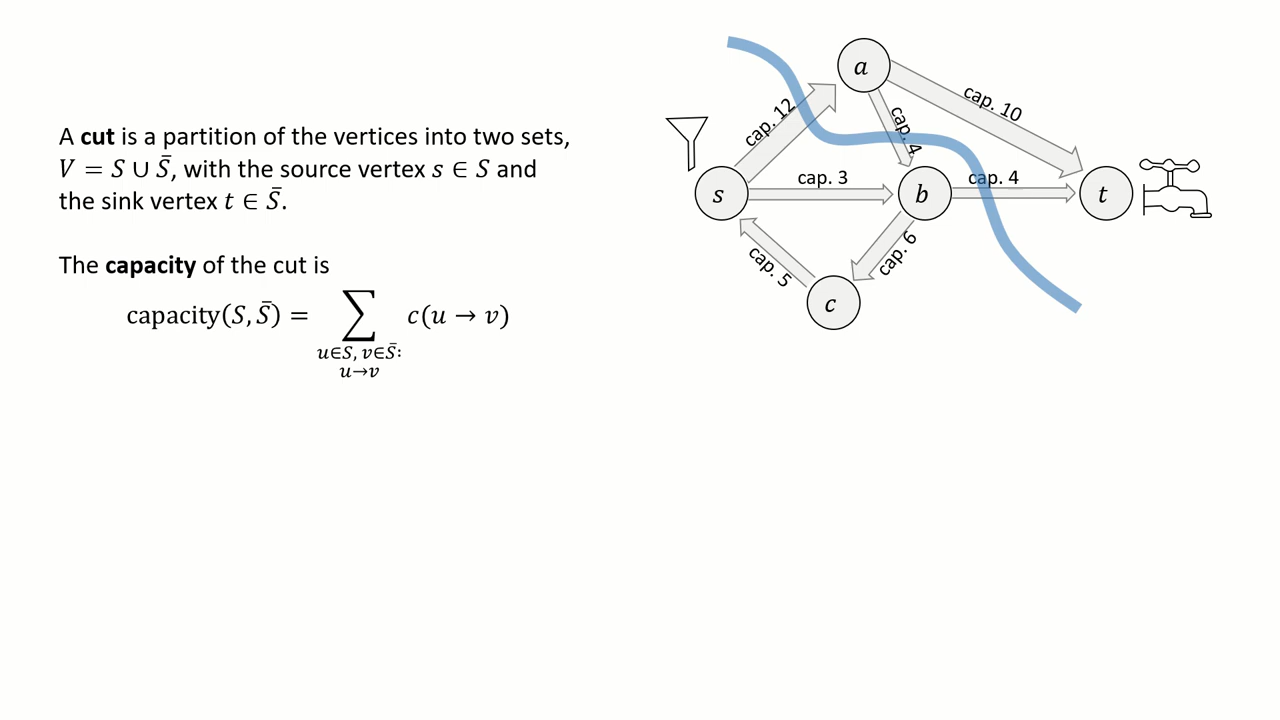 A cut is a partition of the vertices into two sets,
V = S ∪ S̄, with the source vertex s ∈ S and
the sink vertex t ∈ S̄.
The capacity of the cut is
capacity(S, S̄) = ∑ c(u → v)
u∈S, v∈S̄:
u→v
a
cap. 10
cap. 12
cap. 4
s
cap. 3
b
cap. 4
t
cap. 5
cap. 6
c